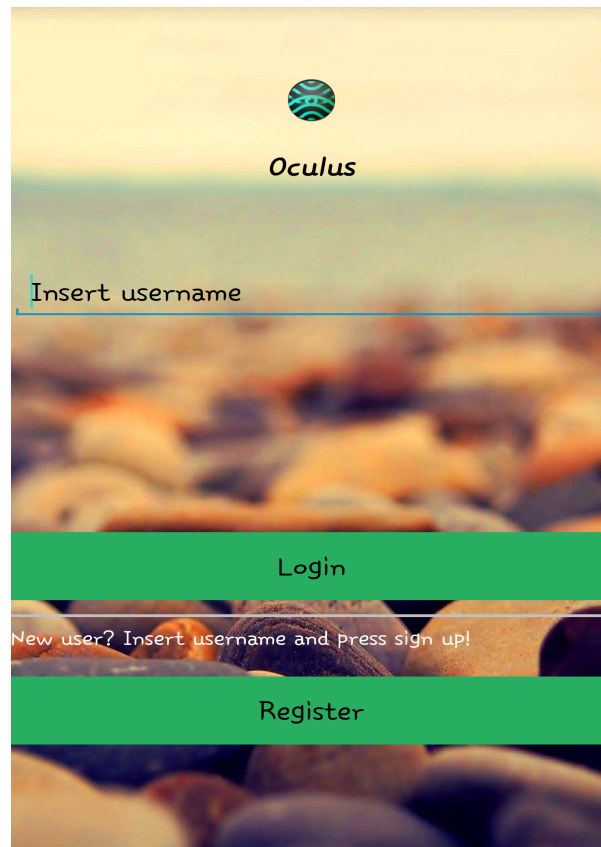 Oculus
Insert username
Login
New user? Insert username and press sign up!
Register